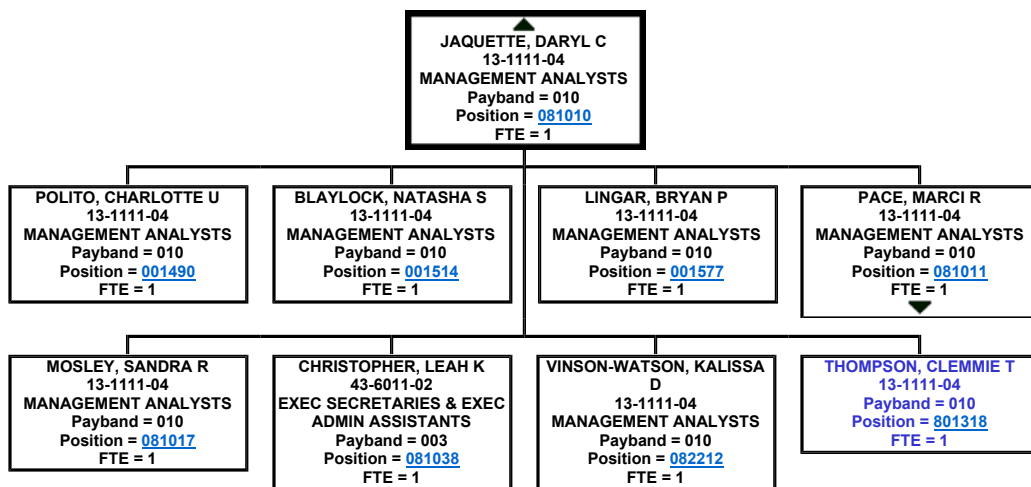 JAQUETTE, DARYL C
13-1111-04
MANAGEMENT ANALYSTS
Payband = 010
Position = 081010
FTE = 1
POLITO, CHARLOTTE U
13-1111-04
MANAGEMENT ANALYSTS
Payband = 010
Position = 001490
FTE = 1
BLAYLOCK, NATASHA S
13-1111-04
MANAGEMENT ANALYSTS
Payband = 010
Position = 001514
FTE = 1
LINGAR, BRYAN P
13-1111-04
MANAGEMENT ANALYSTS
Payband = 010
Position = 001577
FTE = 1
PACE, MARCI R
13-1111-04
MANAGEMENT ANALYSTS
Payband = 010
Position = 081011
FTE = 1
MOSLEY, SANDRA R
13-1111-04
MANAGEMENT ANALYSTS
Payband = 010
Position = 081017
FTE = 1
CHRISTOPHER, LEAH K
43-6011-02
EXEC SECRETARIES & EXEC
ADMIN ASSISTANTS
Payband = 003
Position = 081038
FTE = 1
VINSON-WATSON, KALISSA
D
13-1111-04
MANAGEMENT ANALYSTS
Payband = 010
Position = 082212
FTE = 1
THOMPSON, CLEMMIE T
13-1111-04
Payband = 010
Position = 801318
FTE = 1